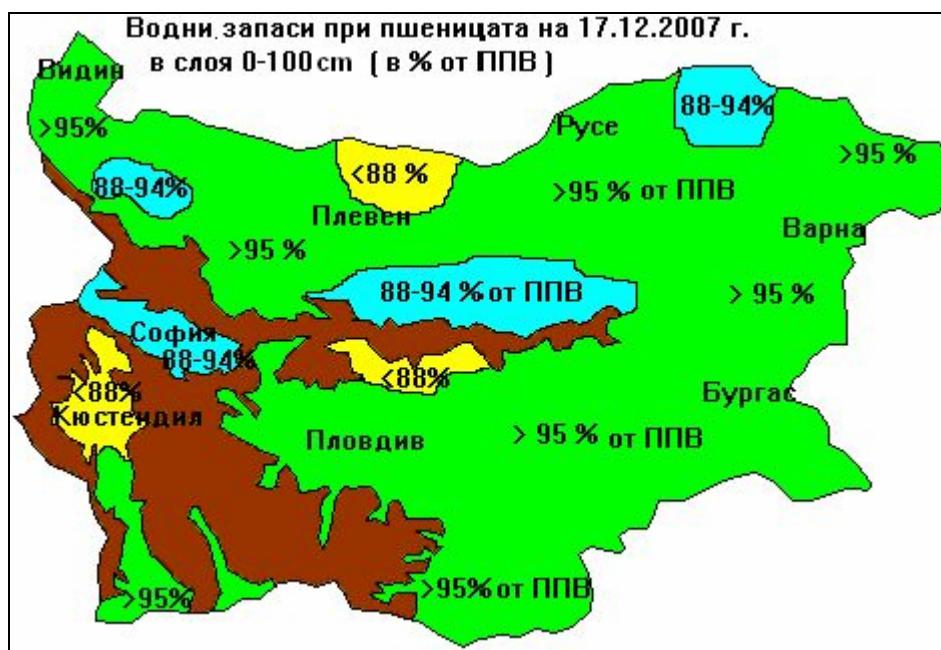 Водни запаси при пшеницата на 17.12.2007 г.
в слоя 0-100 cm ( в % от ППВ )
Видин
>95%
88-94%
Русе
>95 %
<88 %
88-94%
>95 % от ППВ
Плевен
Варна
>95 %
88-94 % от ППВ
> 95 %
София
88-94%
<88%
<88%
Бургас
Кюстендил
Пловдив
> 95 % от ППВ
>95%
>95% от ППВ